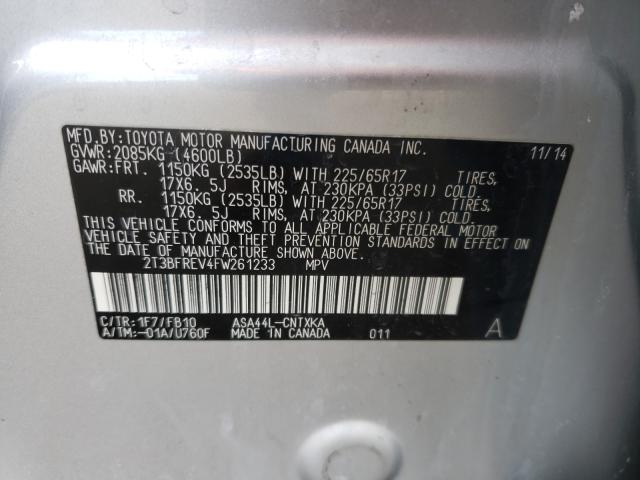 MFD.BY:TOYOTA MOTOR MANUFACTURING CANADA INC. 11/14
GVWR:2085KG (4600LB)
GAWR:FRT. 1150KG (2535LB) WITH 225/65R17 TIRES,
17X6. 5J RIMS, AT 230KPA (33PSI) COLD.
RR. 1150KG (2535LB) WITH 225/65R17 TIRES,
17X6. 5J RIMS, AT 230KPA (33PSI) COLD.
THIS VEHICLE CONFORMS TO ALL APPLICABLE FEDERAL MOTOR
VEHICLE SAFETY AND THEFT PREVENTION STANDARDS IN EFFECT ON
THE DATE OF MANUFACTURE SHOWN ABOVE.
2T3BFREV4FW261233 MPV
C/TR:1F7/FB10 ASA44L-CNTXKA
A/TM:-01A/U760F MADE IN CANADA 011 A